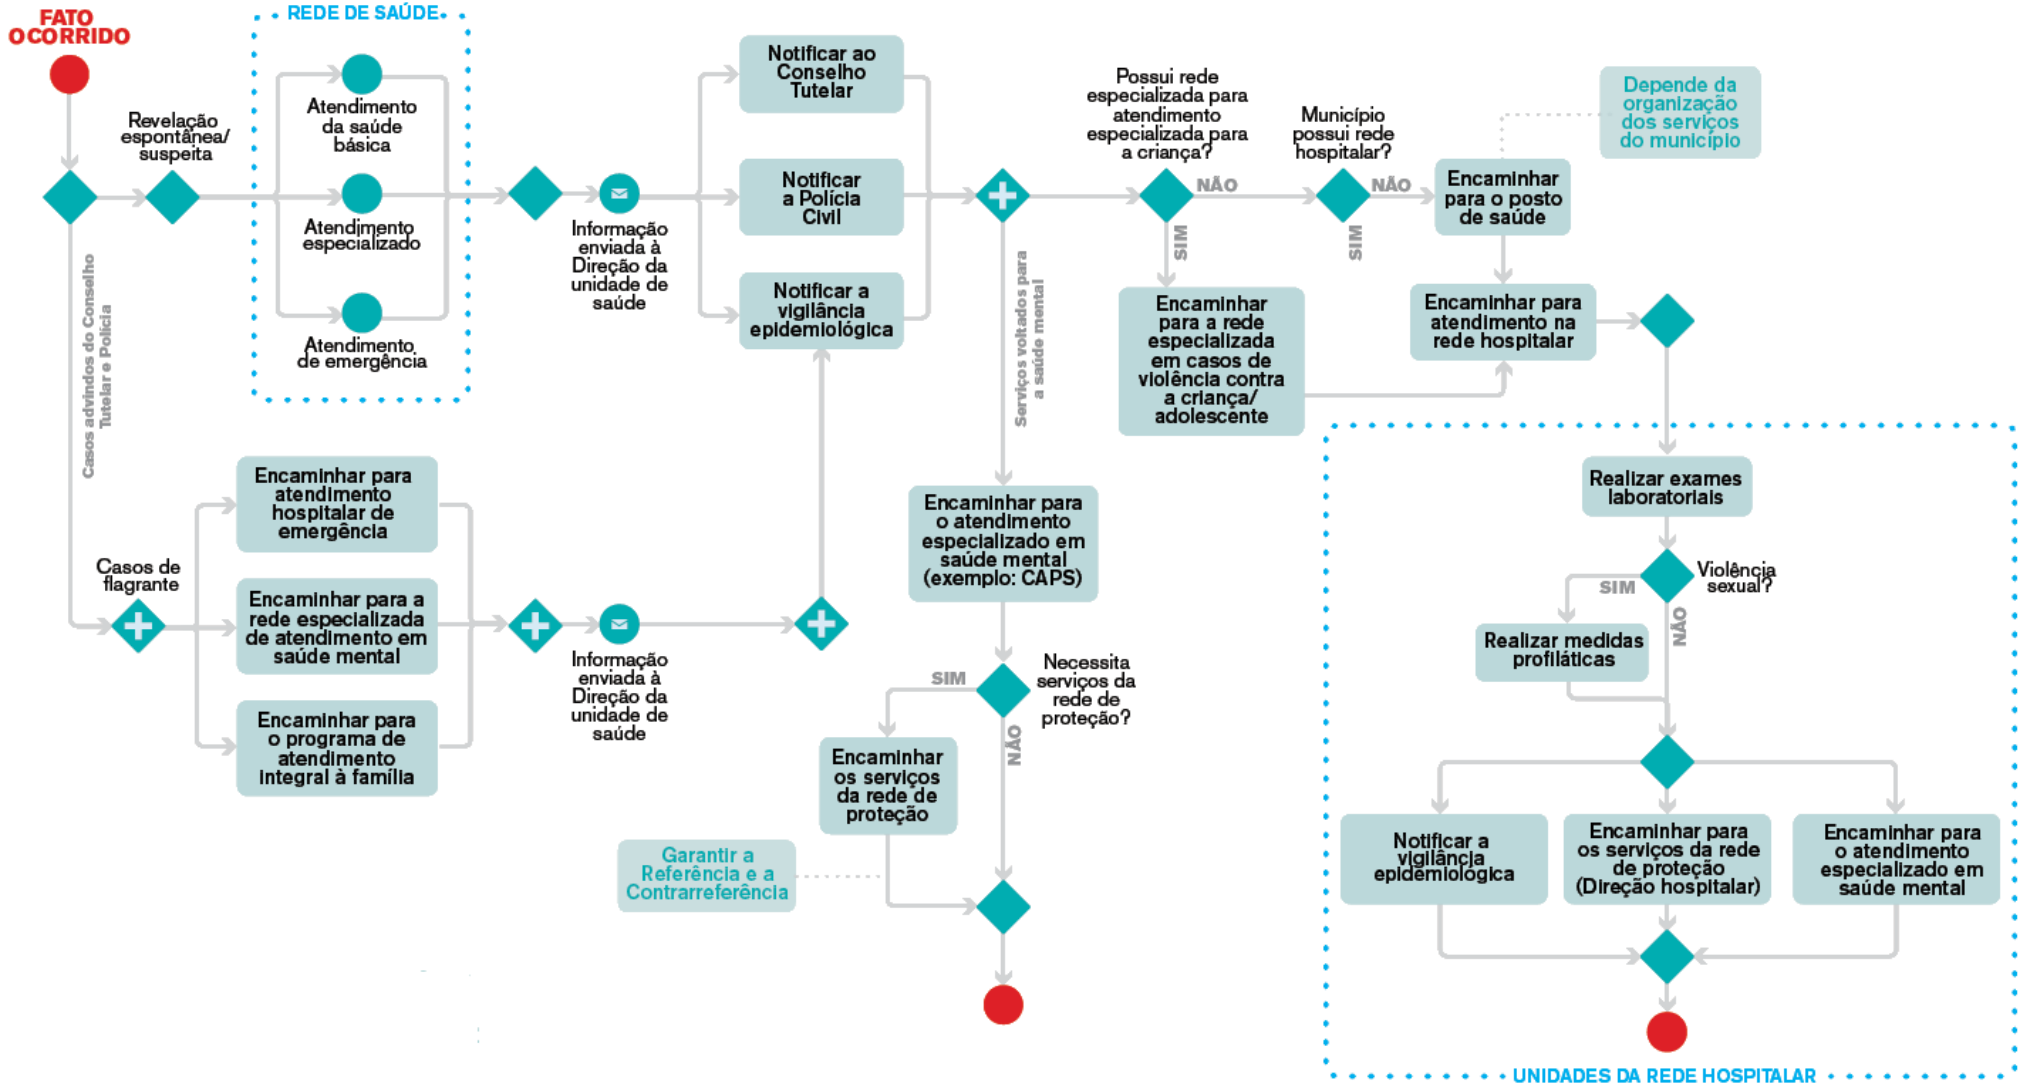 FATO
OCORRIDO
REDE DE SAÚDE
Revelação
espontânea/
suspeita
Atendimento
da saúde
básica
Atendimento
especializado
Atendimento
de emergência
Casos advindos do Conselho
Tutelar e Polícia
Informação
enviada à
Direção da
unidade de
saúde
Notificar ao
Conselho
Tutelar
Notificar
a Polícia
Civil
Notificar a
vigilância
epidemiológica
Serviços voltados para
a saúde mental
Possui rede
especializada para
atendimento
especializada para
a criança?
NÃO
SIM
Município
possui rede
hospitalar?
NÃO
SIM
Depende da
organização
dos serviços
do município
Encaminhar
para o posto
de saúde
Encaminhar
para a rede
especializada
em casos de
violência contra
a criança/
adolescente
Encaminhar para
atendimento na
rede hospitalar
Casos de
flagrante
Encaminhar para
atendimento
hospitalar de
emergência
Encaminhar para a
rede especializada
de atendimento em
saúde mental
Encaminhar para
o programa de
atendimento
integral à família
Informação
enviada à
Direção da
unidade de
saúde
Encaminhar para
o atendimento
especializado em
saúde mental
(exemplo: CAPS)
Necessita
serviços da
rede de
proteção?
SIM
NÃO
Encaminhar
os serviços
da rede de
proteção
Garantir a
Referência e a
Contrarreferência
Realizar exames
laboratoriais
Violência
sexual?
SIM
NÃO
Realizar medidas
profiláticas
Notificar a
vigilância
epidemiológica
Encaminhar para
os serviços da rede
de proteção
(Direção hospitalar)
Encaminhar para
o atendimento
especializado em
saúde mental
UNIDADES DA REDE HOSPITALAR